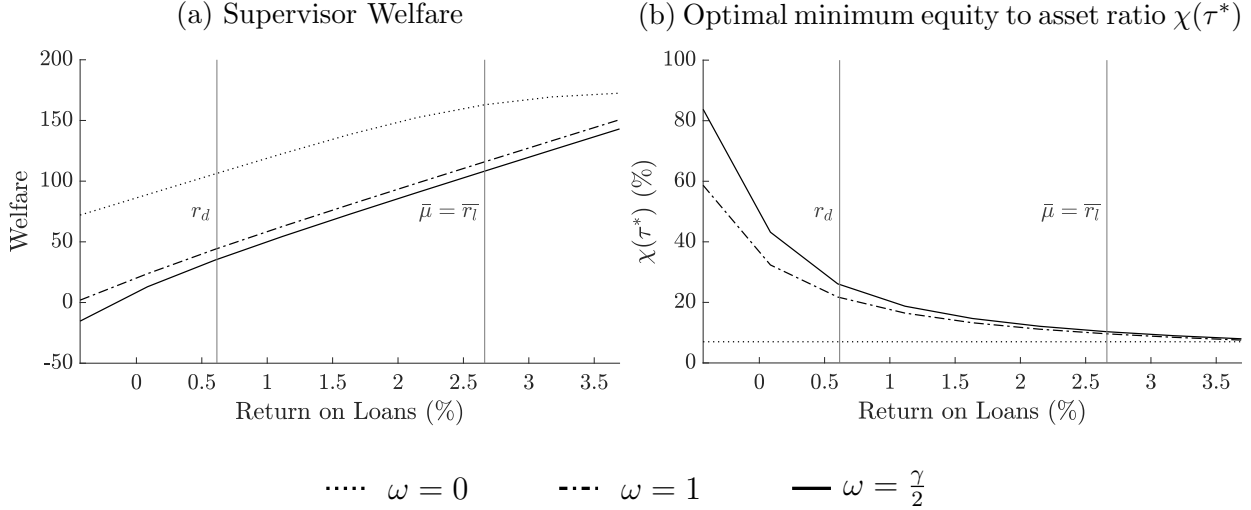 (a) Supervisor Welfare
(b) Optimal minimum equity to asset ratio χ(τ*)
200
150
100
50
0
-50
Welfare
r_d
μ̄ = r̄_l
0 0.5 1 1.5 2 2.5 3 3.5
Return on Loans (%)
100
80
60
40
20
0
χ(τ*) (%)
r_d
μ̄ = r̄_l
0 0.5 1 1.5 2 2.5 3 3.5
Return on Loans (%)
ω = 0 ω = 1 ω = γ/2